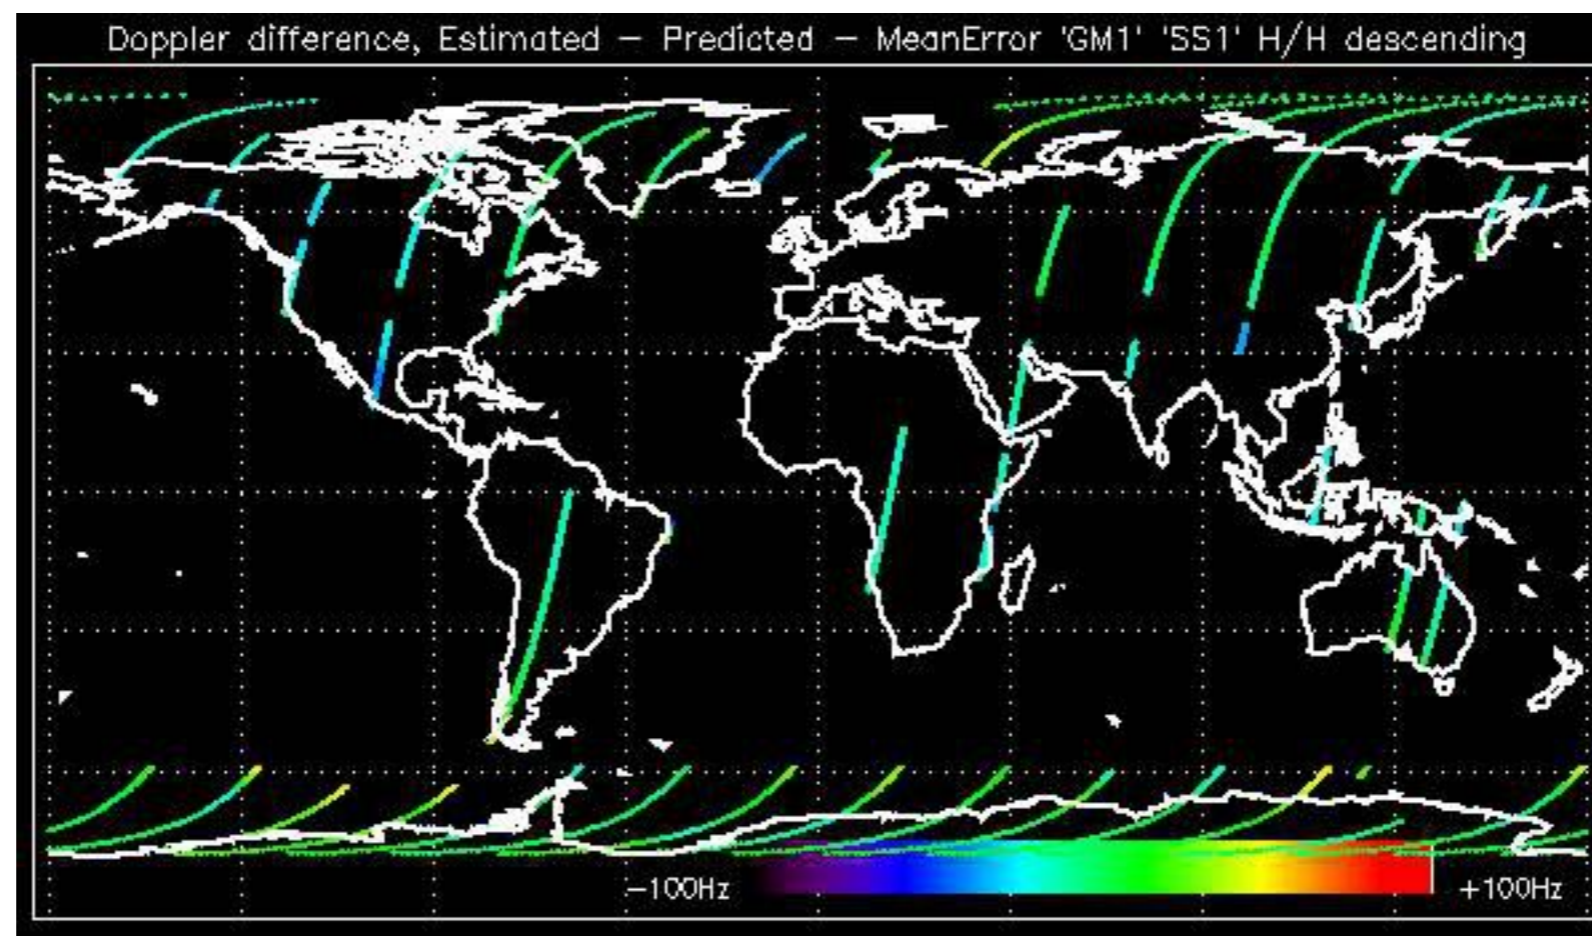 Doppler difference, Estimated – Predicted – MeanError 'GM1' 'SS1' H/H descending
–100Hz
+100Hz